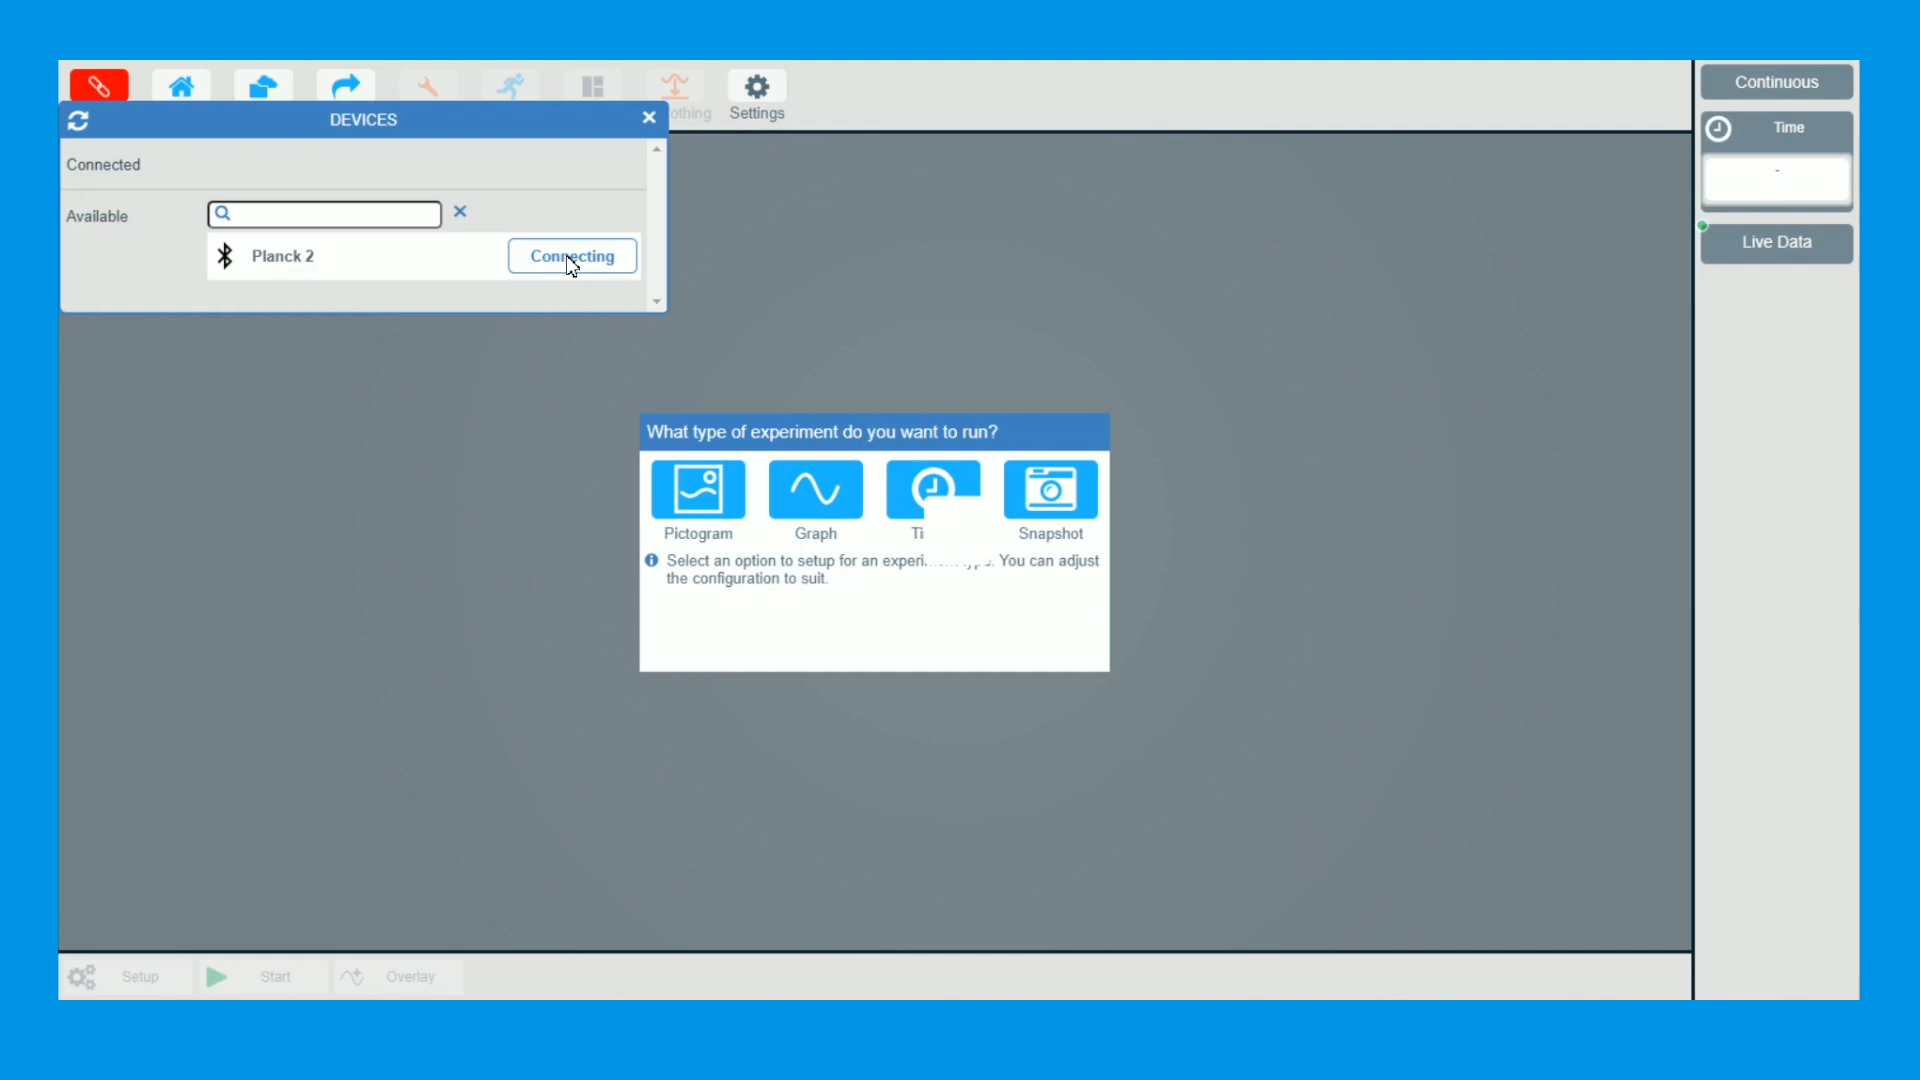 DEVICES
Settings
Connected
Available
Planck 2
Connecting
Continuous
Time
-
Live Data
What type of experiment do you want to run?
Pictogram
Graph
Snapshot
Select an option to setup for an You can adjust
the configuration to suit.
Setup
Start
Overlay